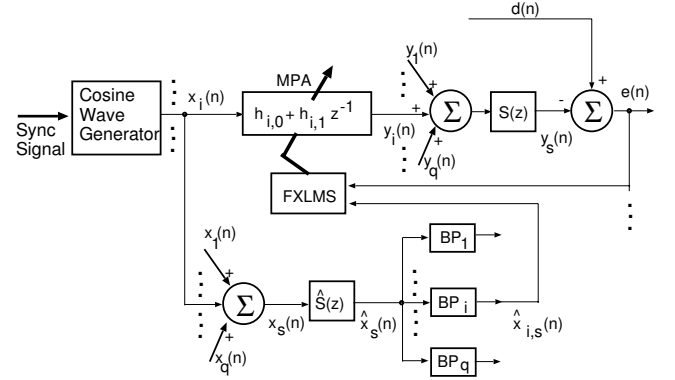 d(n)
MPA
y1(n)
+
+
Cosine
Wave
Generator
xi(n)
hi,0 + hi,1 z-1
+
Σ
S(z)
-
Σ
e(n)
Sync
Signal
yi(n)
+
yq(n)
ys(n)
FXLMS
x1(n)
+
BP1
Σ
xs(n)
Ŝ(z)
x̂s(n)
BPi
x̂i,s(n)
+
xq(n)
BPq